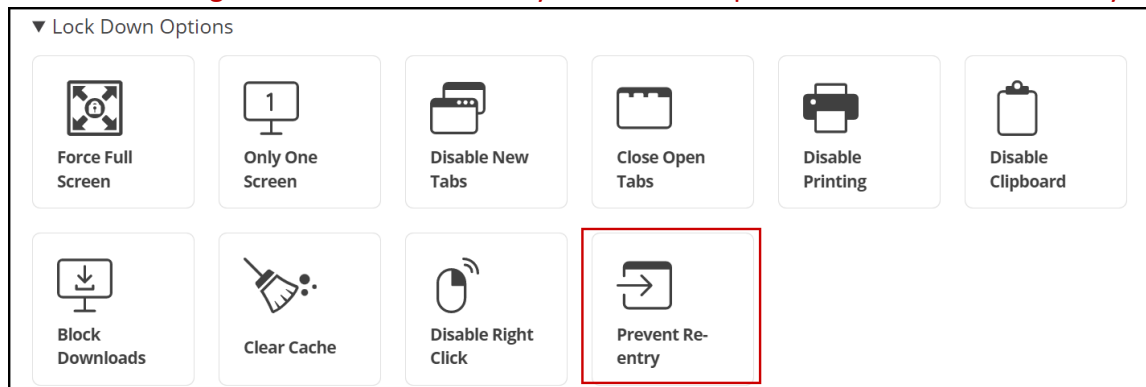 ▼ Lock Down Options
Force Full
Screen
Only One
Screen
Disable New
Tabs
Close Open
Tabs
Disable
Printing
Disable
Clipboard
1
Block
Downloads
Clear Cache
Disable Right
Click
Prevent Re-
entry